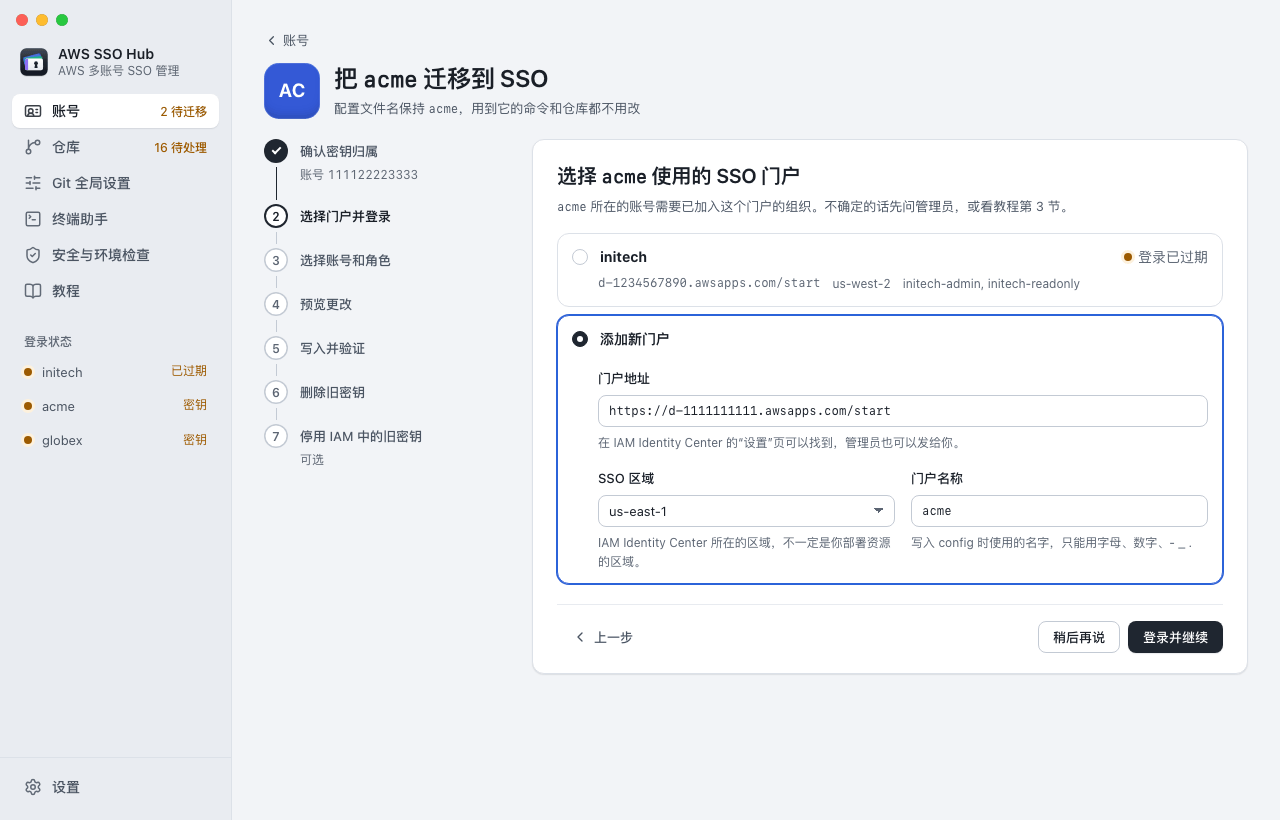 AWS SSO Hub
AWS 多账号 SSO 管理
账号
2 待迁移
仓库
16 待处理
Git 全局设置
终端助手
安全与环境检查
教程
登录状态
initech
已过期
acme
密钥
globex
密钥
设置
账号
AC
把 acme 迁移到 SSO
配置文件名保持 acme，用到它的命令和仓库都不用改
确认密钥归属
账号 111122223333
2
选择门户并登录
3
选择账号和角色
4
预览更改
5
写入并验证
6
删除旧密钥
7
停用 IAM 中的旧密钥
可选
选择 acme 使用的 SSO 门户
acme 所在的账号需要已加入这个门户的组织。不确定的话先问管理员，或看教程第 3 节。
initech
登录已过期
d-1234567890.awsapps.com/start us-west-2 initech-admin, initech-readonly
添加新门户
门户地址
https://d-1111111111.awsapps.com/start
在 IAM Identity Center 的“设置”页可以找到，管理员也可以发给你。
SSO 区域
us-east-1
IAM Identity Center 所在的区域，不一定是你部署资源
的区域。
门户名称
acme
写入 config 时使用的名字，只能用字母、数字、- _ .
上一步
稍后再说
登录并继续